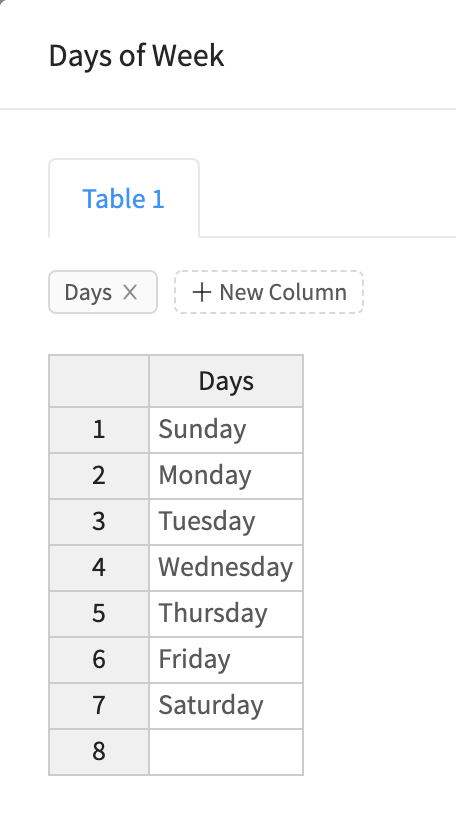 Days of Week
Table 1
Days
New Column
Days
1 Sunday
2 Monday
3 Tuesday
4 Wednesday
5 Thursday
6 Friday
7 Saturday
8